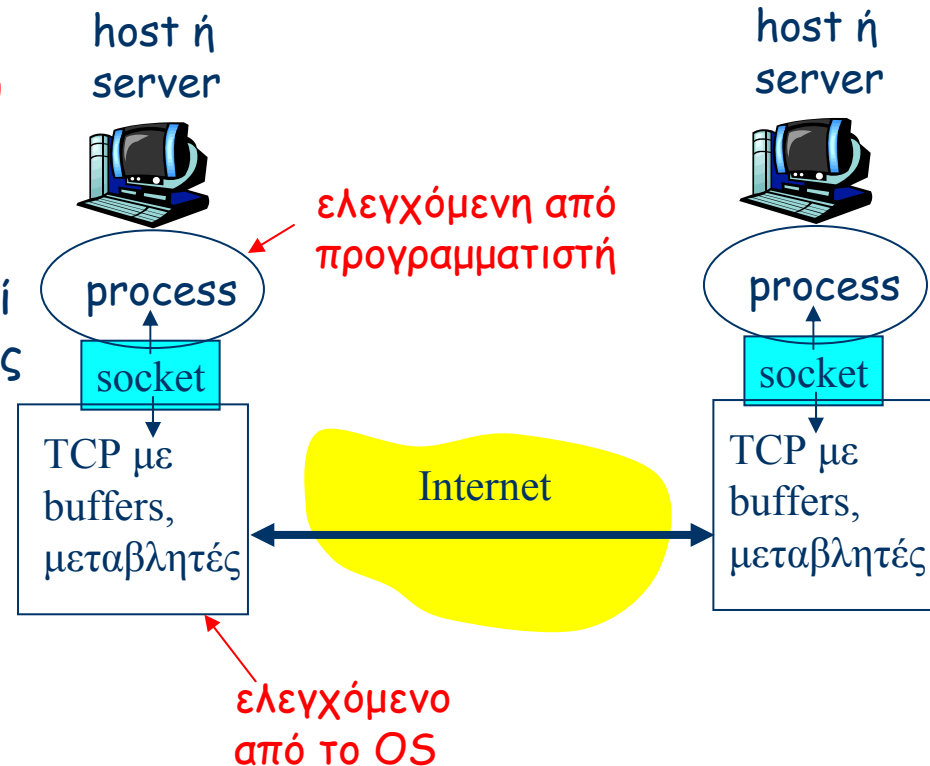 host ή
server
host ή
server
ελεγχόμενη από
προγραμματιστή
process
process
ί
ς
socket
socket
TCP με
buffers,
μεταβλητές
Internet
TCP με
buffers,
μεταβλητές
ελεγχόμενο
από το OS